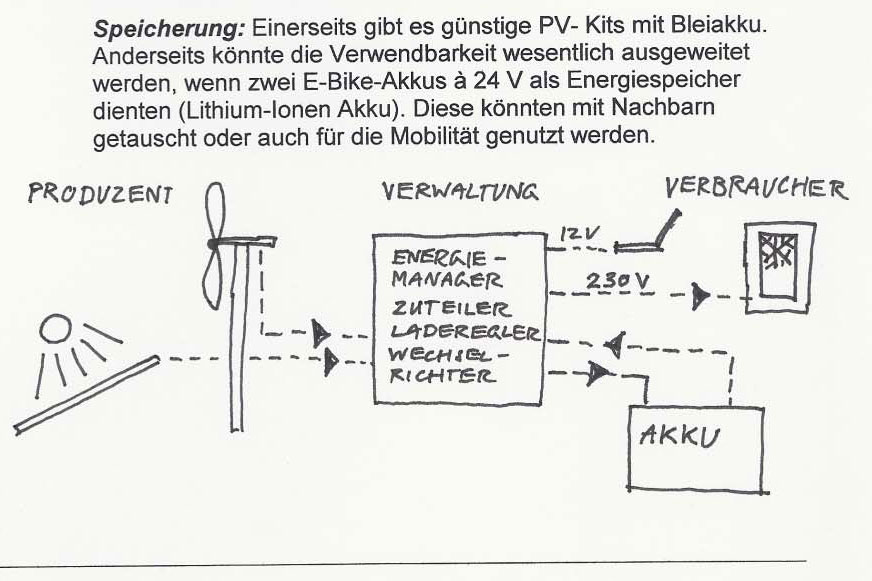 Speicherung: Einerseits gibt es günstige PV- Kits mit Bleiakku.
Anderseits könnte die Verwendbarkeit wesentlich ausgeweitet
werden, wenn zwei E-Bike-Akkus à 24 V als Energiespeicher
dienten (Lithium-Ionen Akku). Diese könnten mit Nachbarn
getauscht oder auch für die Mobilität genutzt werden.
PRODUZENT
VERWALTUNG
VERBRAUCHER
12V
230V
ENERGIE-
MANAGER
ZUTEILER
LADEREGLER
WECHSEL-
RICHTER
AKKU